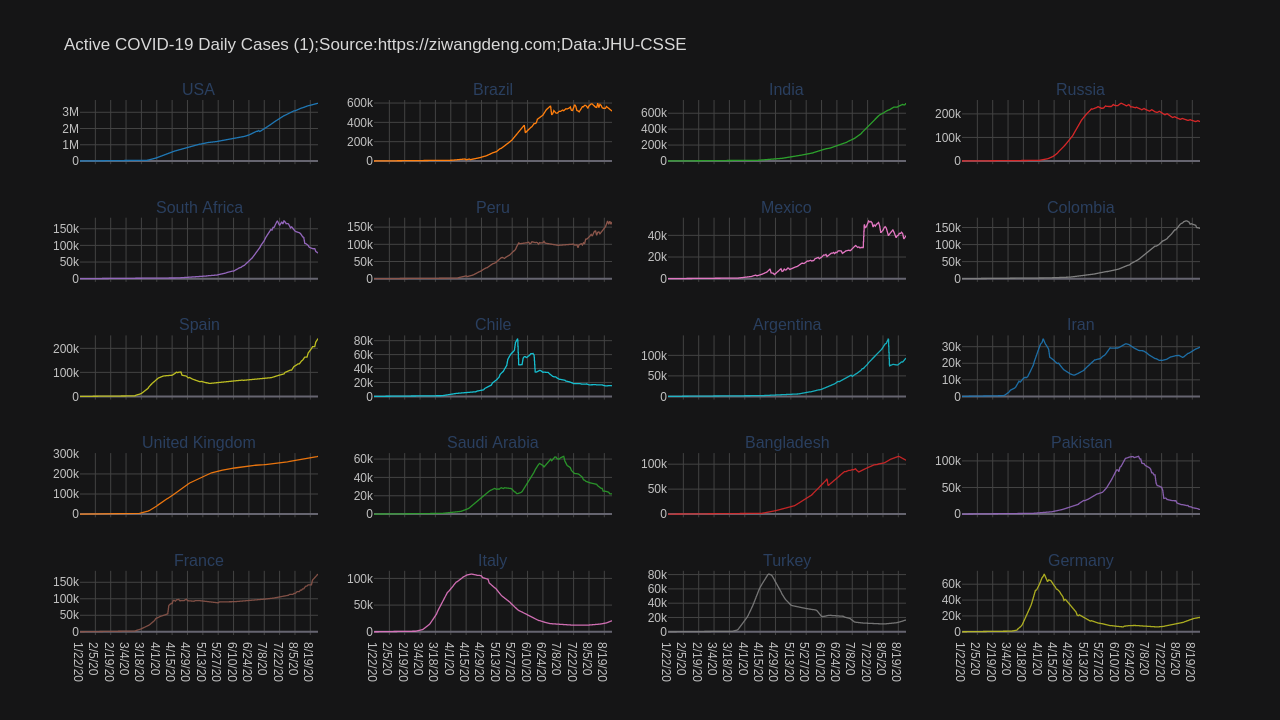 Active COVID-19 Daily Cases (1);Source:https://ziwangdeng.com;Data:JHU-CSSE
USA
Brazil
India
Russia
3M
2M
1M
0
600k
400k
200k
0
600k
400k
200k
0
200k
100k
0
South Africa
Peru
Mexico
Colombia
150k
100k
50k
0
150k
100k
50k
0
40k
20k
0
150k
100k
50k
0
Spain
Chile
Argentina
Iran
200k
100k
0
80k
60k
40k
20k
0
100k
50k
0
30k
20k
10k
0
United Kingdom
Saudi Arabia
Bangladesh
Pakistan
300k
200k
100k
0
60k
40k
20k
0
100k
50k
0
100k
50k
0
France
Italy
Turkey
Germany
150k
100k
50k
0
100k
50k
0
80k
60k
40k
20k
0
60k
40k
20k
0
1/22/20
2/5/20
2/19/20
3/4/20
3/18/20
4/1/20
4/15/20
4/29/20
5/13/20
5/27/20
6/10/20
6/24/20
7/8/20
7/22/20
8/5/20
8/19/20
1/22/20
2/5/20
2/19/20
3/4/20
3/18/20
4/1/20
4/15/20
4/29/20
5/13/20
5/27/20
6/10/20
6/24/20
7/8/20
7/22/20
8/5/20
8/19/20
1/22/20
2/5/20
2/19/20
3/4/20
3/18/20
4/1/20
4/15/20
4/29/20
5/13/20
5/27/20
6/10/20
6/24/20
7/8/20
7/22/20
8/5/20
8/19/20
1/22/20
2/5/20
2/19/20
3/4/20
3/18/20
4/1/20
4/15/20
4/29/20
5/13/20
5/27/20
6/10/20
6/24/20
7/8/20
7/22/20
8/5/20
8/19/20